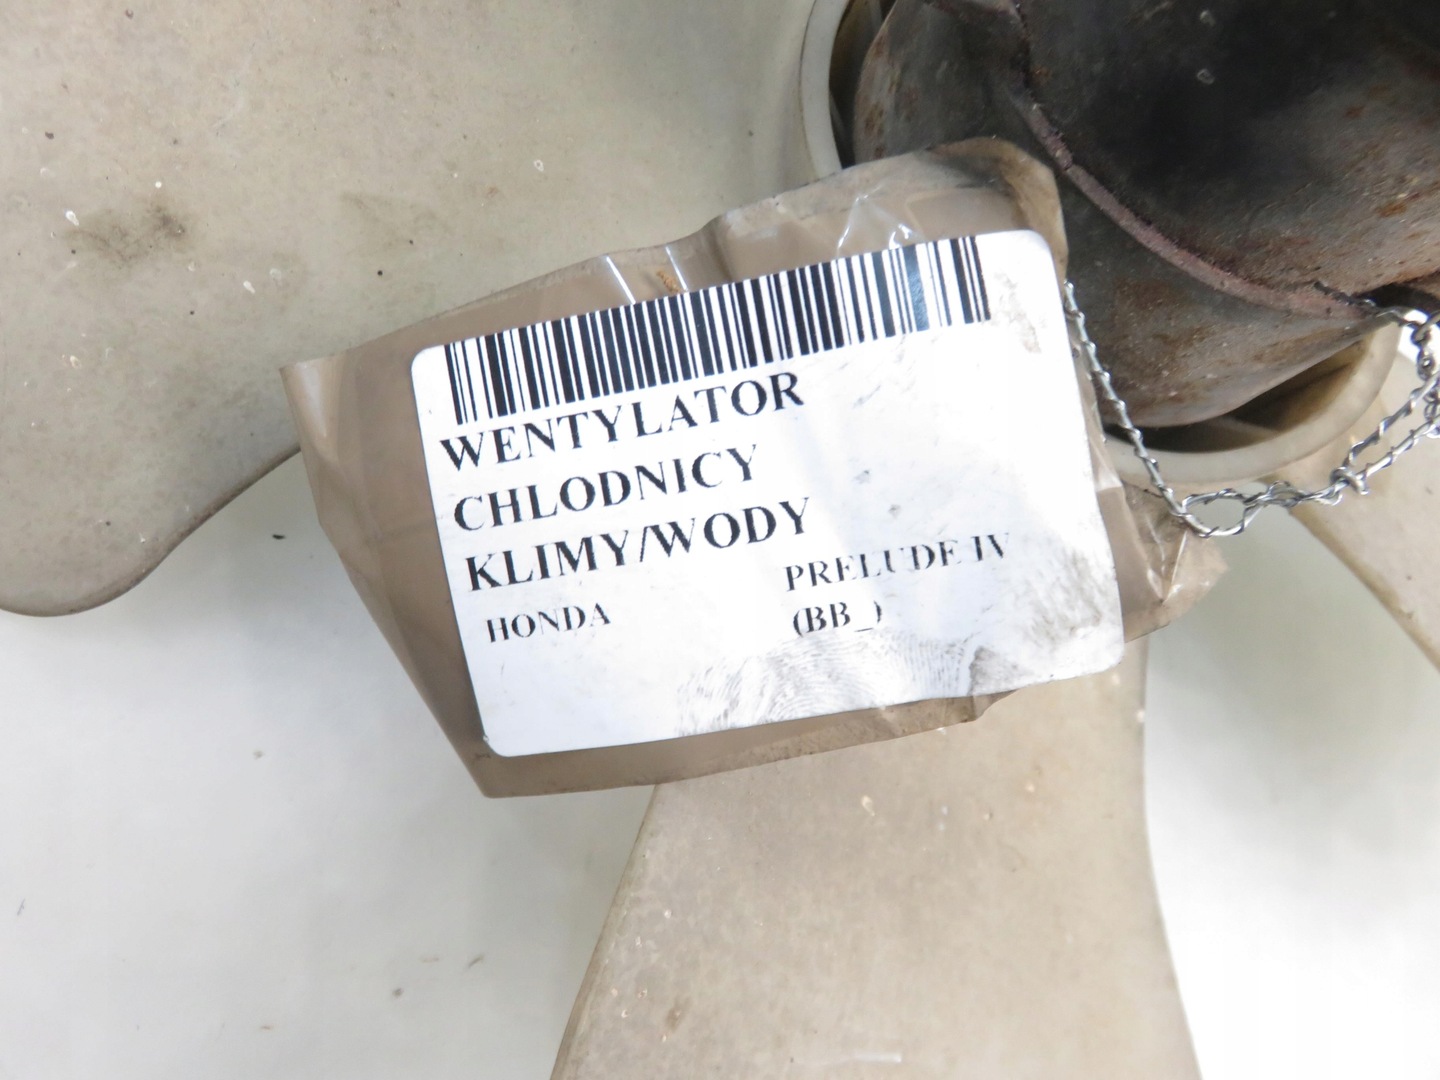 WENTYLATOR
CHLODNICY
KLIMY/WODY
HONDA PRELUDE IV
(BB_)